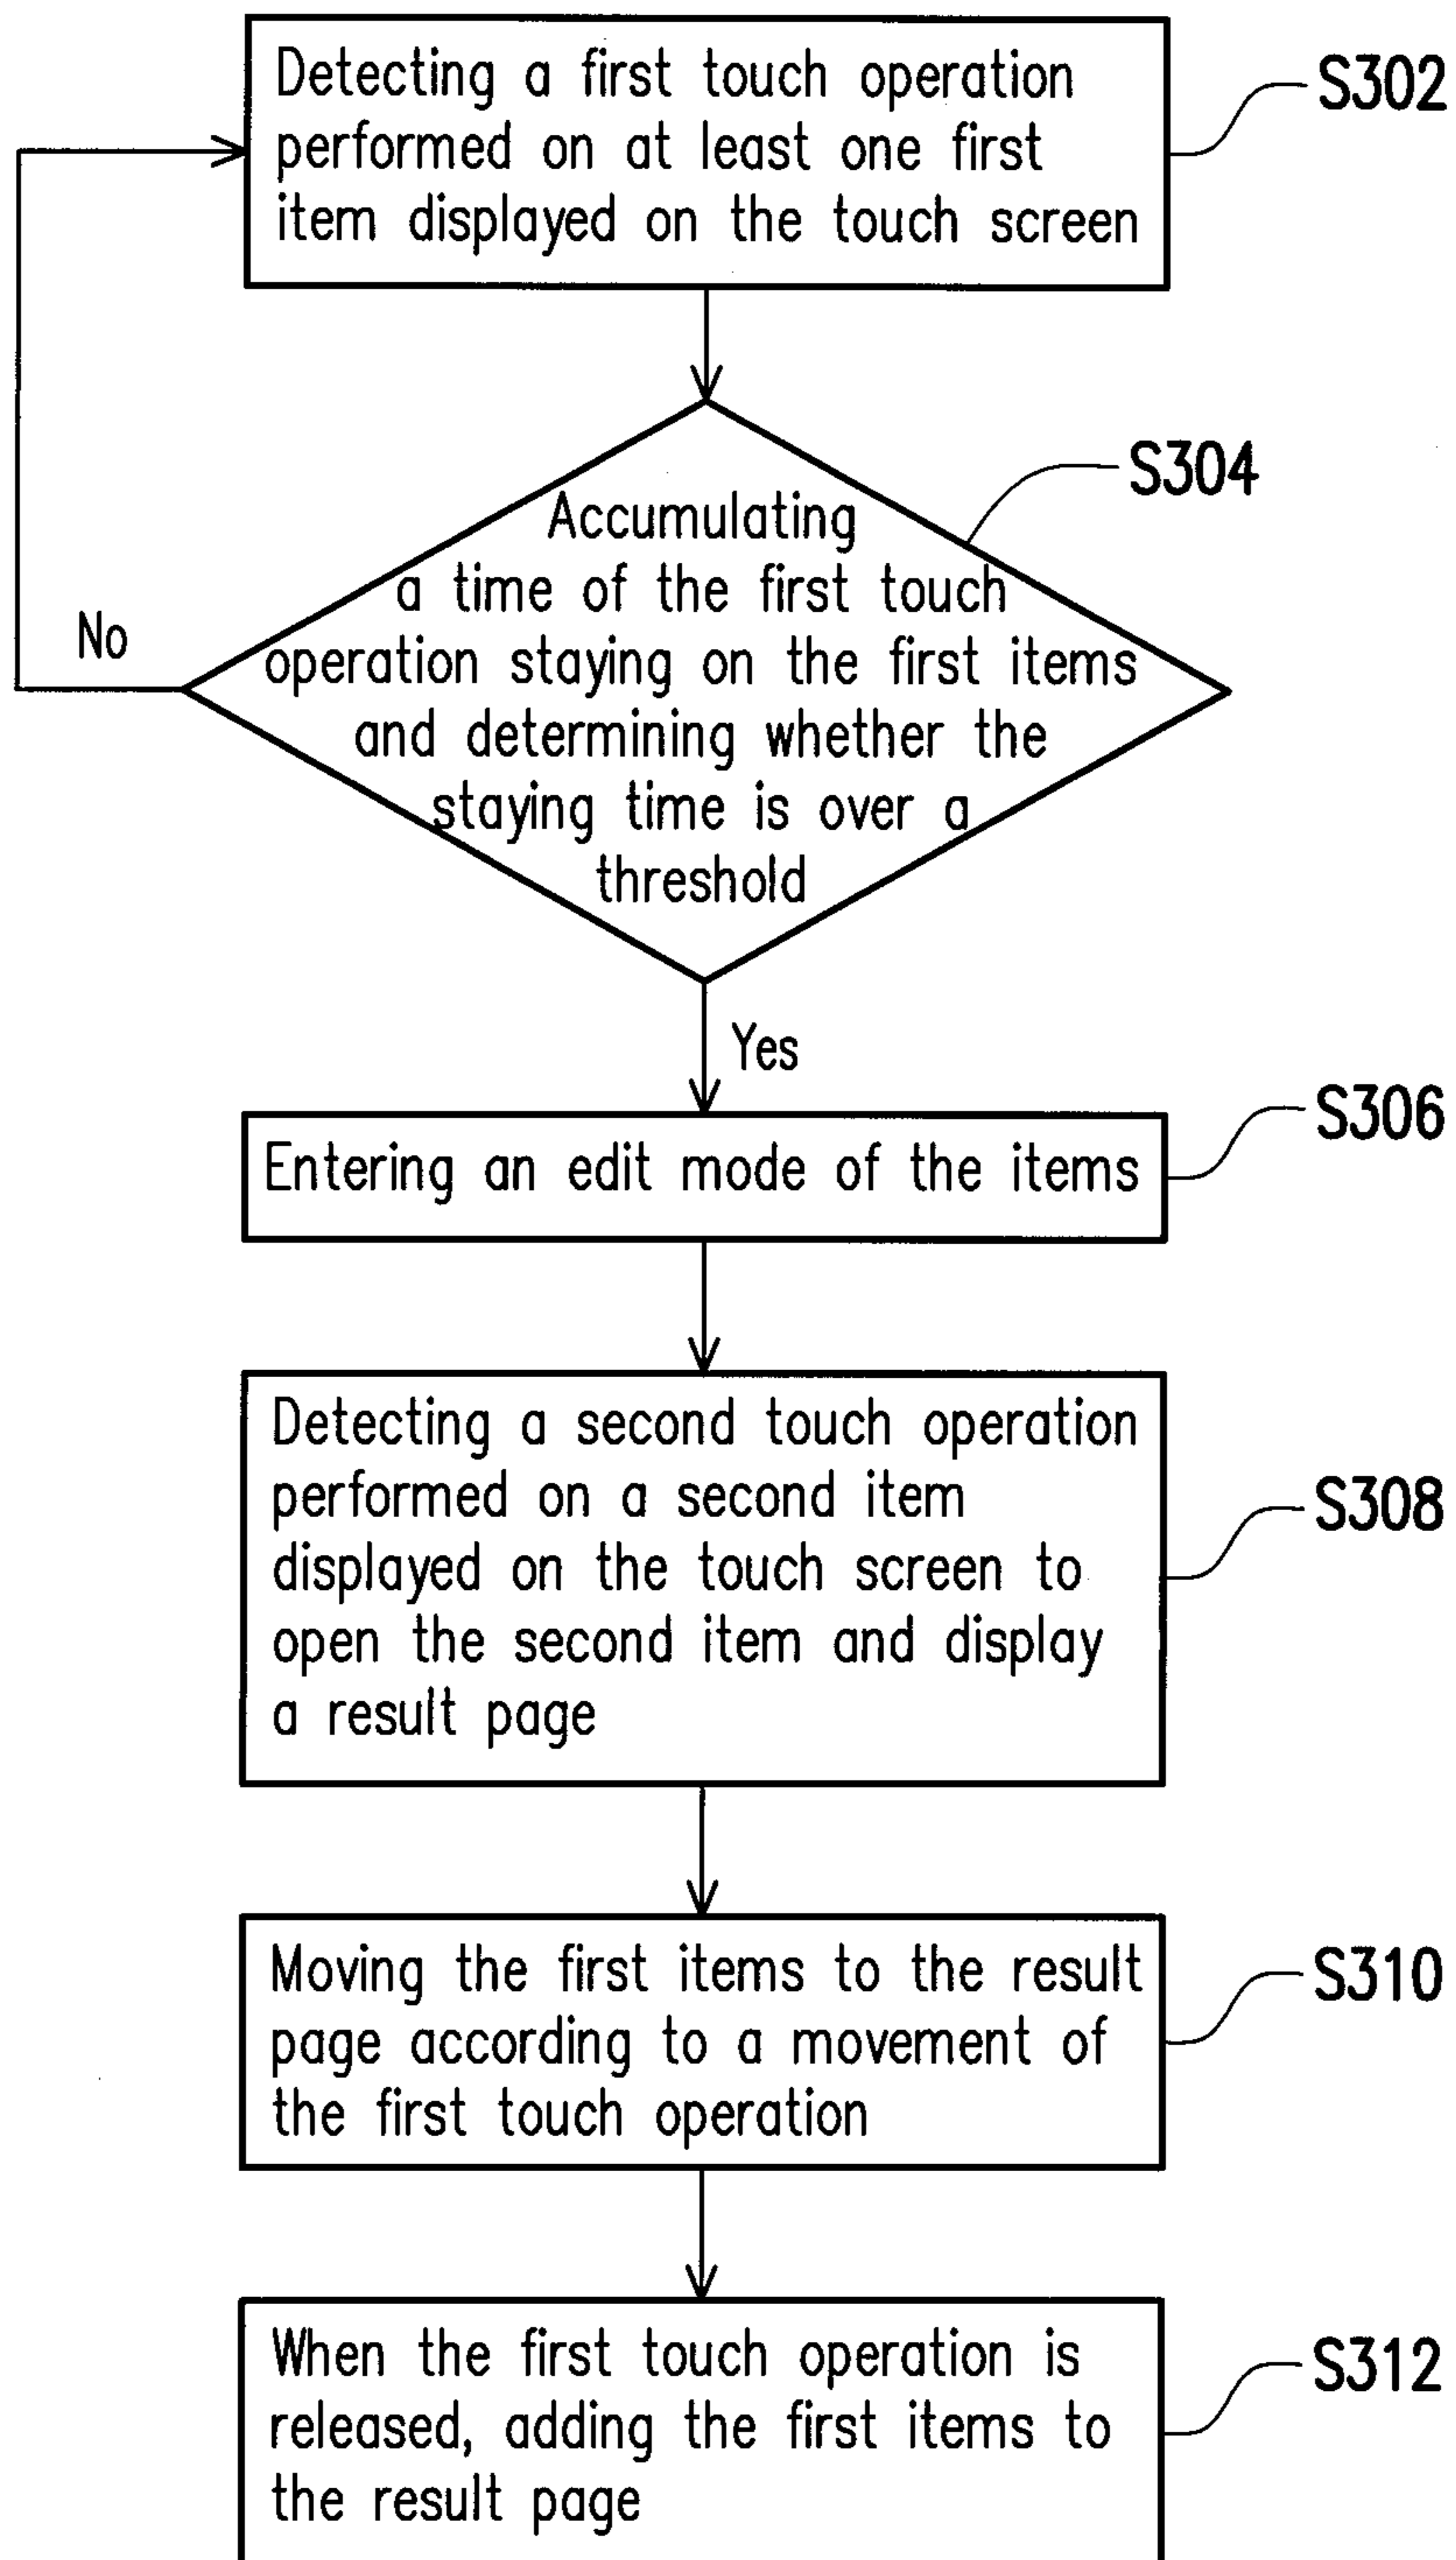 Detecting a first touch operation
performed on at least one first
item displayed on the touch screen
S302
Accumulating
a time of the first touch
operation staying on the first items
and determining whether the
staying time is over a
threshold
S304
No
Yes
Entering an edit mode of the items
S306
Detecting a second touch operation
performed on a second item
displayed on the touch screen to
open the second item and display
a result page
S308
Moving the first items to the result
page according to a movement of
the first touch operation
S310
When the first touch operation is
released, adding the first items to
the result page
S312